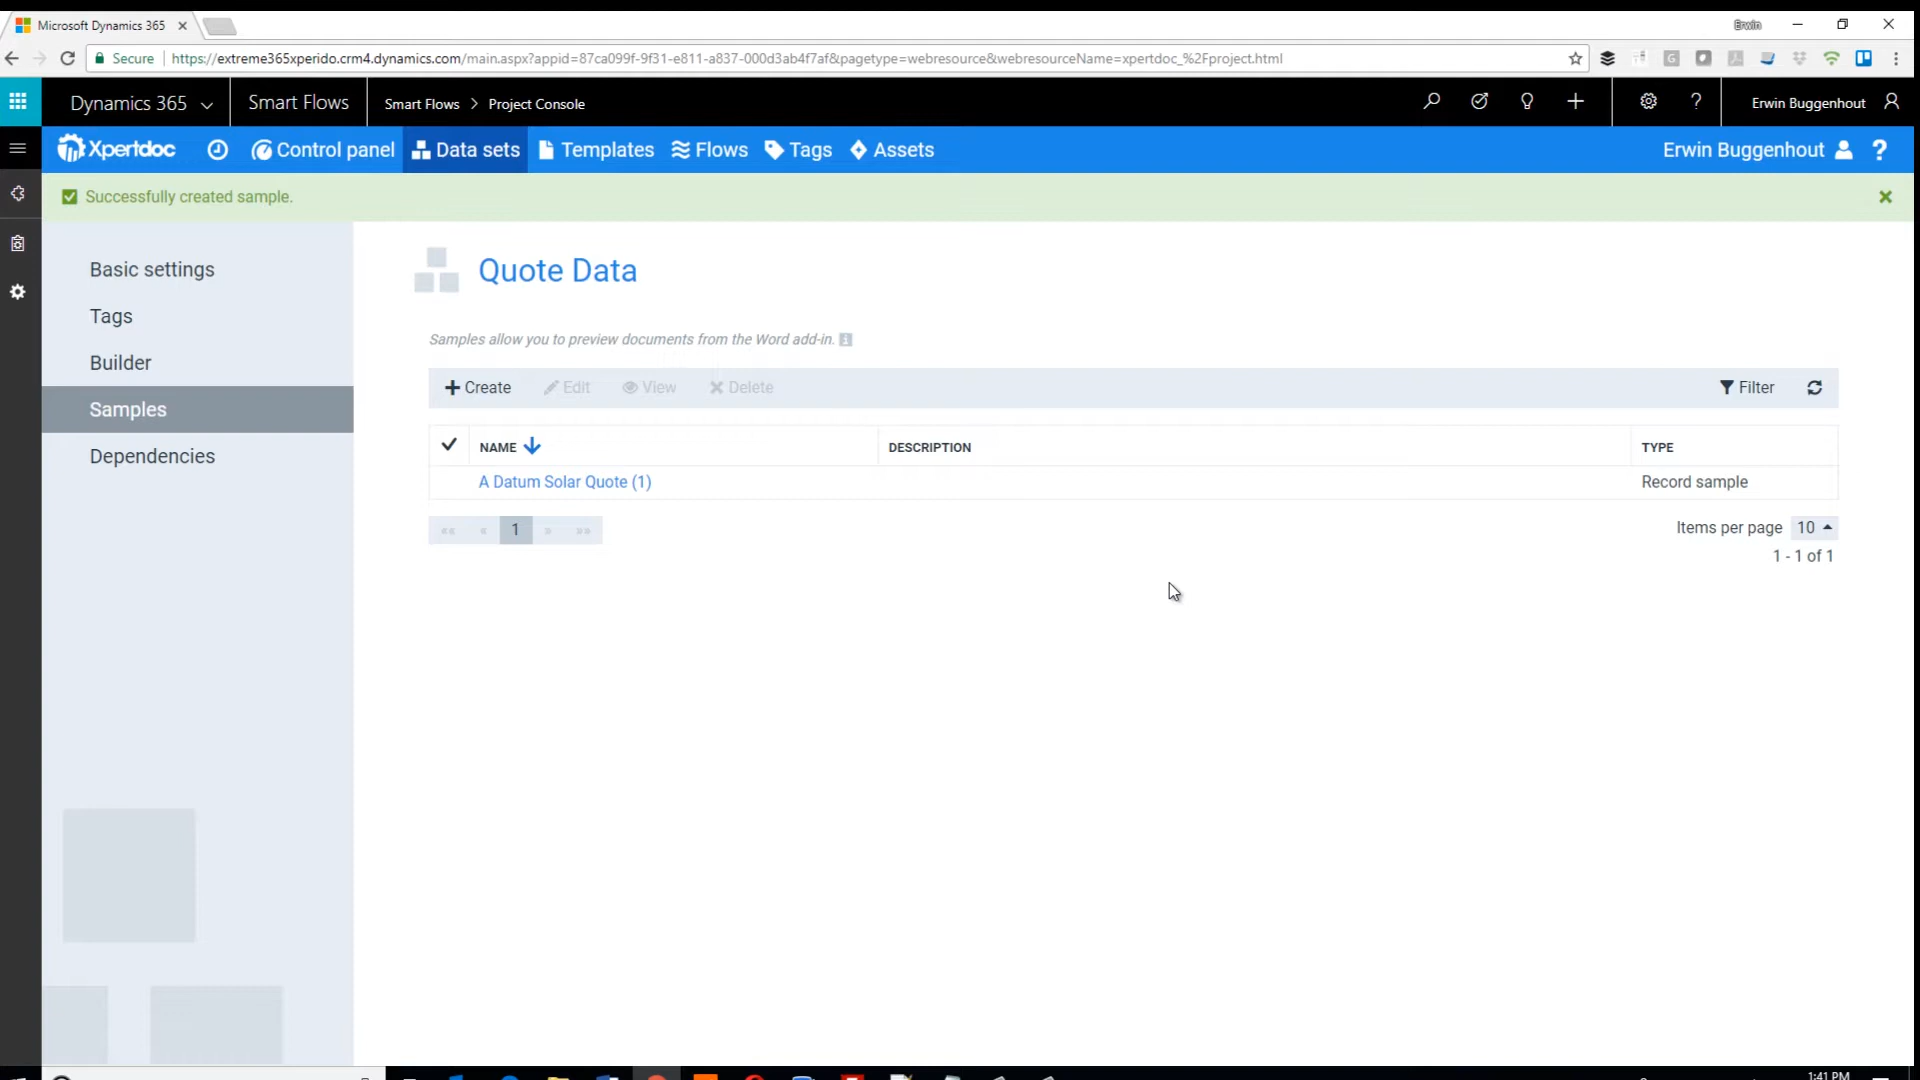 Microsoft Dynamics 365
Erwin
Secure https://extreme365xperido.crm4.dynamics.com/main.aspx?appid=87ca099f-9f31-e811-a837-000d3ab4f7af&pagetype=webresource&webresourceName=xpertdoc_%2Fproject.html
Dynamics 365 Smart Flows Smart Flows > Project Console ? Erwin Buggenhout
Xpertdoc Control panel Data sets Templates Flows Tags Assets Erwin Buggenhout ?
Successfully created sample.
Basic settings
Tags
Builder
Samples
Dependencies
Quote Data
Samples allow you to preview documents from the Word add-in.
Create Edit View Delete Filter
NAME DESCRIPTION TYPE
A Datum Solar Quote (1) Record sample
«« « 1 » »» Items per page 10
1 - 1 of 1
1:41 PM